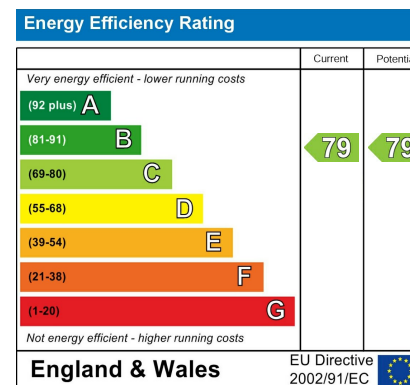 Energy Efficiency Rating
Current
Potentia
Very energy efficient - lower running costs
(92 plus) A
(81-91) B
(69-80) C
(55-68) D
(39-54) E
(21-38) F
(1-20) G
79
79
Not energy efficient - higher running costs
England & Wales
EU Directive
2002/91/EC